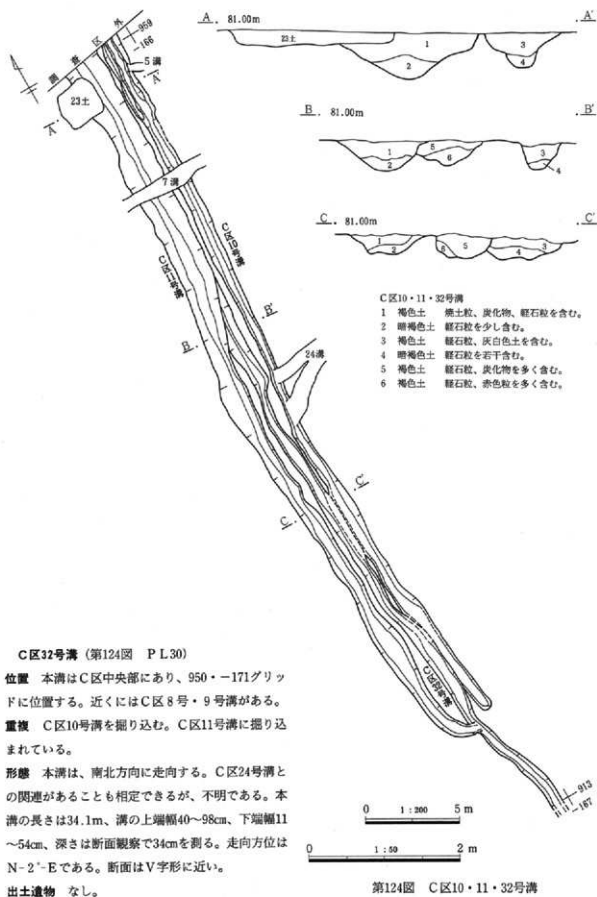 A 81.00m A'
23土 1 3
2 4
B 81.00m B'
1 5 3
2 6 4
C 81.00m C'
1 5 3
2 6 4
調査区外
959
-166
5溝
A'
23土
A
7溝
C区10号溝
C区11号溝
B'
B
24溝
C'
C
C区32号溝
913
-167
C区10・11・32号溝
1 褐色土 焼土粒、炭化物、軽石粒を含む。
2 暗褐色土 軽石粒を少し含む。
3 褐色土 軽石粒、灰白色土を含む。
4 暗褐色土 軽石粒を若干含む。
5 褐色土 軽石粒、炭化物を多く含む。
6 褐色土 軽石粒、赤色粒を多く含む。
C区32号溝 (第124図 PL30)
位置 本溝はC区中央部にあり、950・-171グリッ
ドに位置する。近くにはC区8号・9号溝がある。
重複 C区10号溝を掘り込む。C区11号溝に掘り込
まれている。
形態 本溝は、南北方向に走向する。C区24号溝と
の関連があることも想定できるが、不明である。本
溝の長さは34.1m、溝の上端幅40～98cm、下端幅11
～54cm、深さは断面観察で34cmを測る。走向方位は
N-2°-Eである。断面はV字形に近い。
出土遺物 なし。
0 1:200 5m
0 1:50 2m
第124図 C区10・11・32号溝